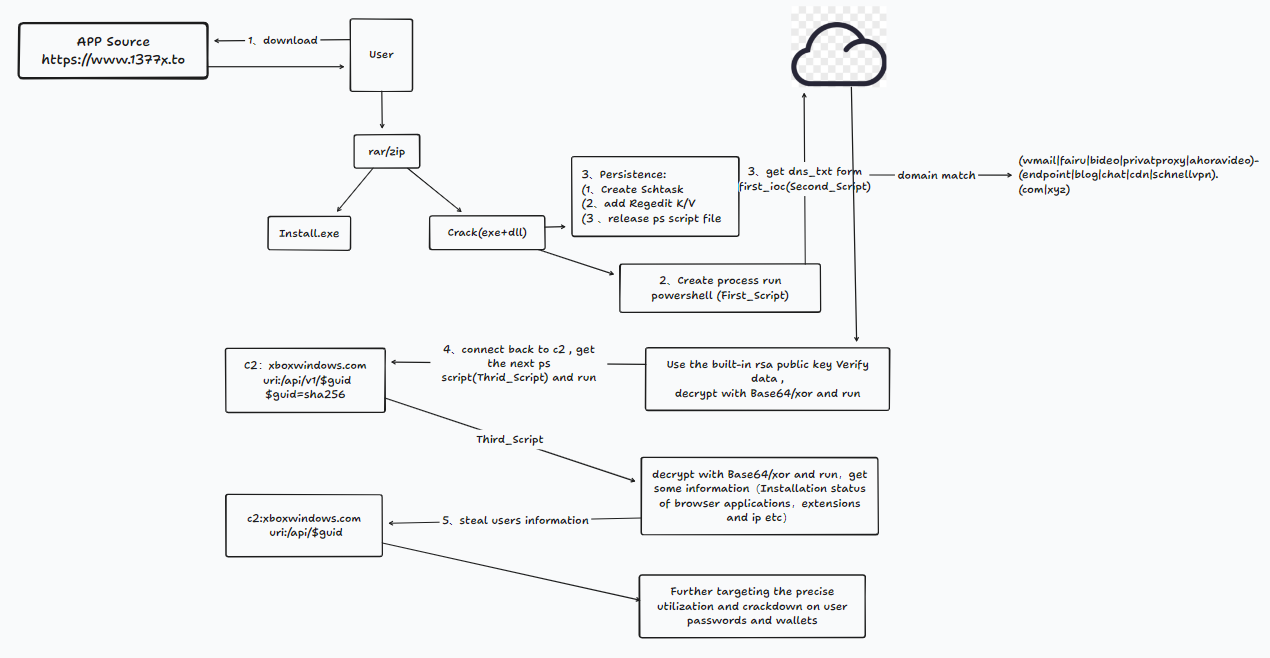 APP Source
https://www.1377x.to
1、download
User
rar/zip
Install.exe
Crack(exe+dll)
3、Persistence:
(1、Create Schtask
(2、add Regedit K/V
(3 、release ps script file
2、Create process run
powershell (First_Script)
3、get dns_txt form
first_ioc(Second_Script)
domain match
(wmail|fairu|bideo|privatproxy|ahoravideo)-
(endpoint|blog|chat|cdn|schnellvpn).
(com|xyz)
Use the built-in rsa public key Verify
data ,
decrypt with Base64/xor and run
4、connect back to c2 , get
the next ps
script(Thrid_Script) and run
C2：xboxwindows.com
uri:/api/v1/$guid
$guid=sha256
Third_Script
decrypt with Base64/xor and run，get
some information（Installation status
of browser applications，extensions
and ip etc）
5、steal users information
c2:xboxwindows.com
uri:/api/$guid
Further targeting the precise
utilization and crackdown on user
passwords and wallets